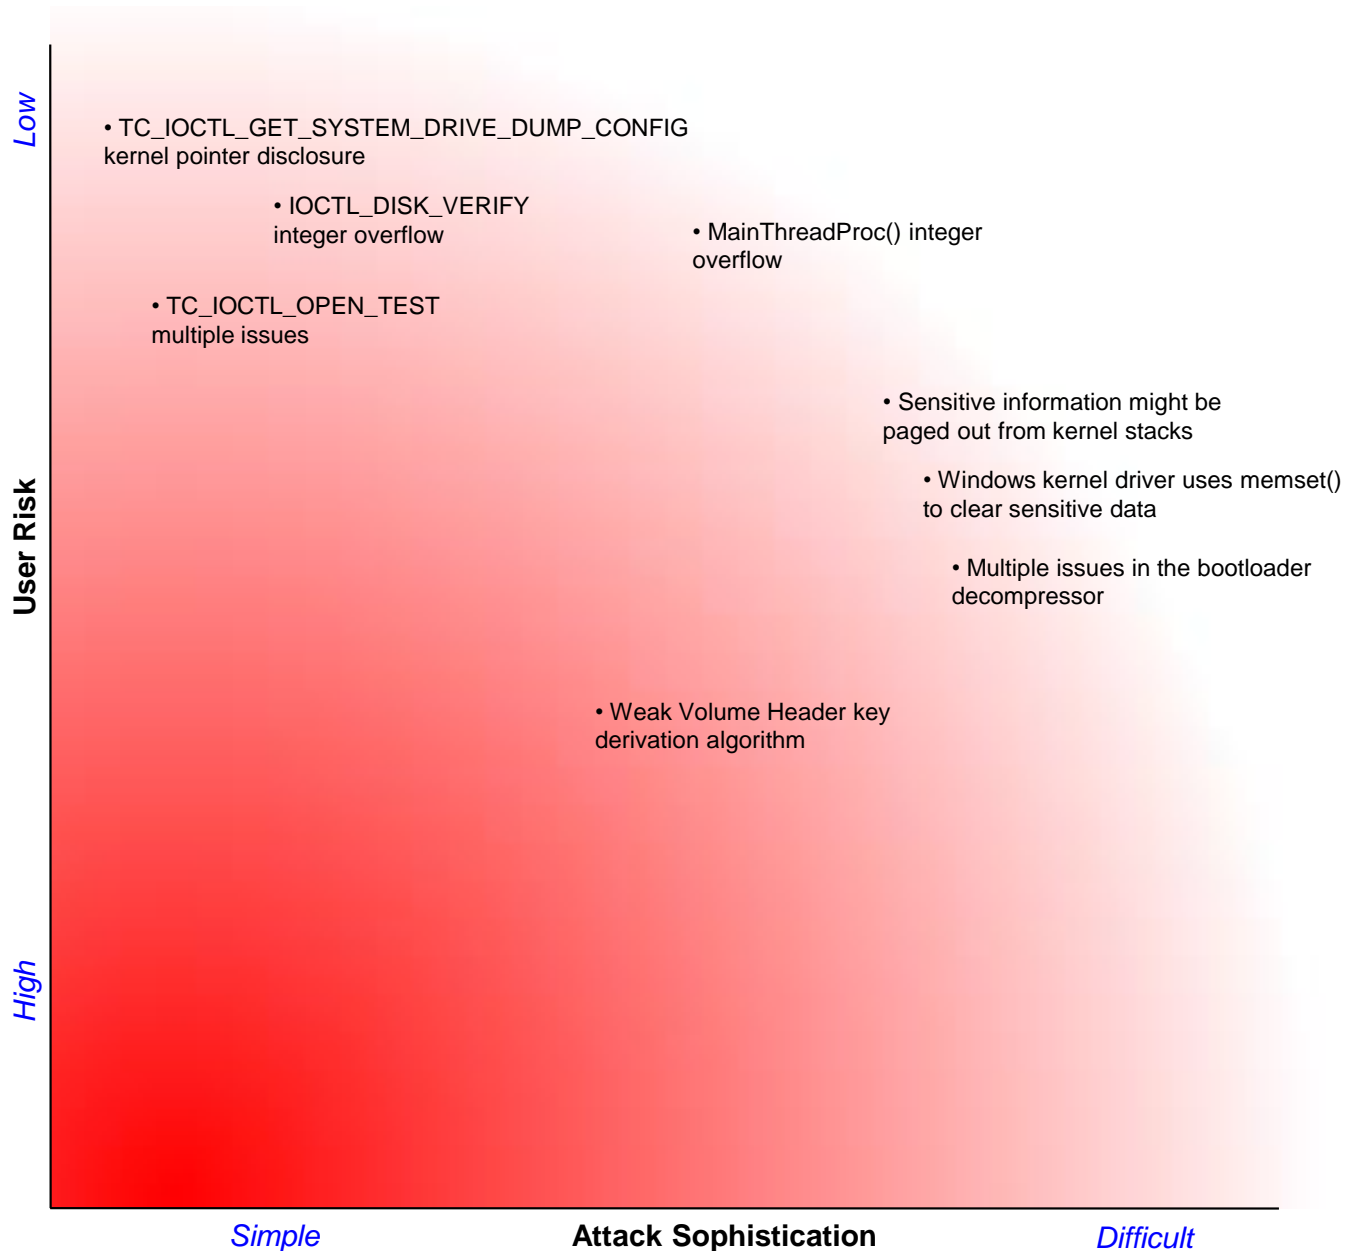 Low
• TC_IOCTL_GET_SYSTEM_DRIVE_DUMP_CONFIG
kernel pointer disclosure
• IOCTL_DISK_VERIFY
integer overflow
• MainThreadProc() integer
overflow
• TC_IOCTL_OPEN_TEST
multiple issues
• Sensitive information might be
paged out from kernel stacks
• Windows kernel driver uses memset()
to clear sensitive data
User Risk
• Multiple issues in the bootloader
decompressor
• Weak Volume Header key
derivation algorithm
High
Simple
Attack Sophistication
Difficult